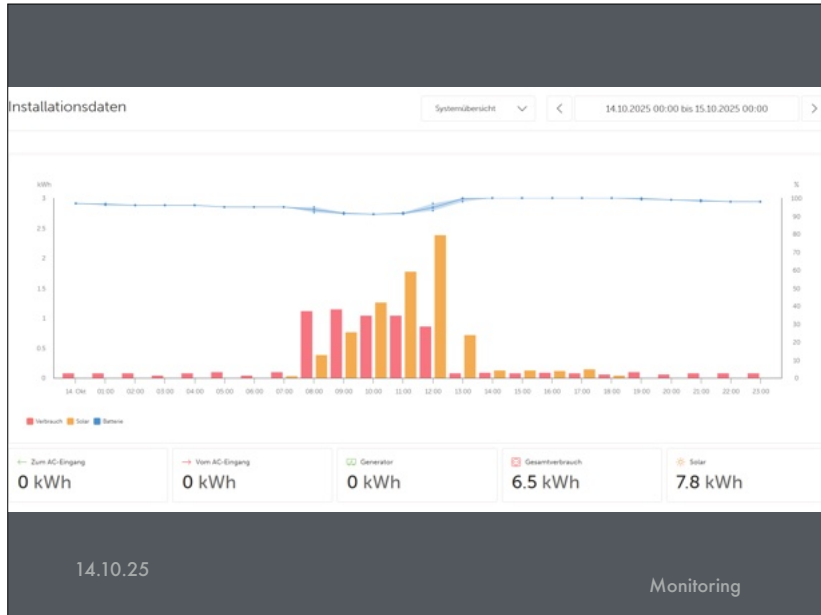 Installationsdaten
Systemübersicht
14.10.2025 00:00 bis 15.10.2025 00:00
kWh
%
3
100
90
2.5
80
2
70
60
1.5
50
40
1
30
0.5
20
10
0
0
14. Okt 01:00 02:00 03:00 04:00 05:00 06:00 07:00 08:00 09:00 10:00 11:00 12:00 13:00 14:00 15:00 16:00 17:00 18:00 19:00 20:00 21:00 22:00 23:00
Verbrauch Solar Batterie
Zum AC-Eingang
0 kWh
Vom AC-Eingang
0 kWh
Generator
0 kWh
Gesamtverbrauch
6.5 kWh
Solar
7.8 kWh
14.10.25
Monitoring